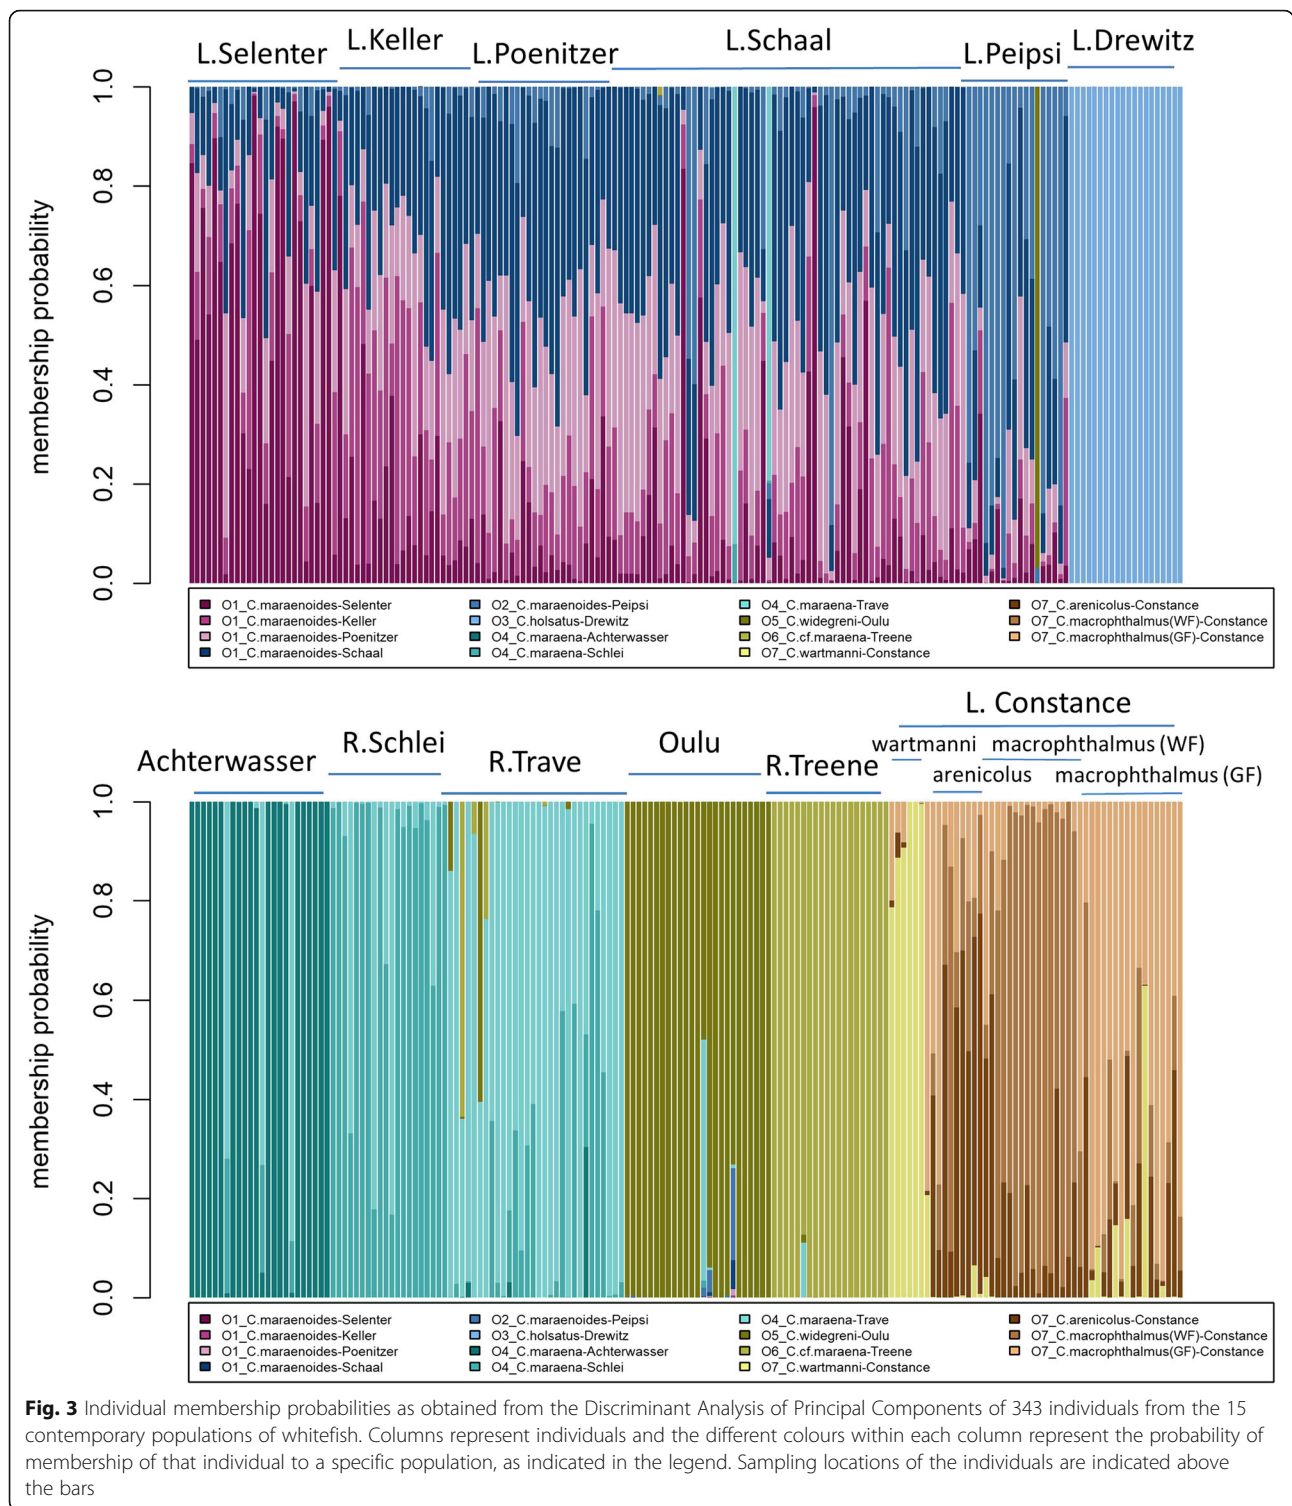 L.Selenter L.Keller L.Poenitzer L.Schaal L.Peipsi L.Drewitz
membership probability
1.0
0.8
0.6
0.4
0.2
0.0
O1_C.maraenoides-Selenter O2_C.maraenoides-Peipsi O4_C.maraena-Trave O7_C.arenicolus-Constance
O1_C.maraenoides-Keller O3_C.holsatus-Drewitz O5_C.widegreni-Oulu O7_C.macrophthalmus(WF)-Constance
O1_C.maraenoides-Poenitzer O4_C.maraena-Achterwasser O6_C.cf.maraena-Treene O7_C.macrophthalmus(GF)-Constance
O1_C.maraenoides-Schaal O4_C.maraena-Schlei O7_C.wartmanni-Constance
L. Constance
Achterwasser R.Schlei R.Trave Oulu R.Treene wartmanni macrophthalmus (WF)
arenicolus macrophthalmus (GF)
membership probability
1.0
0.8
0.6
0.4
0.2
0.0
O1_C.maraenoides-Selenter O2_C.maraenoides-Peipsi O4_C.maraena-Trave O7_C.arenicolus-Constance
O1_C.maraenoides-Keller O3_C.holsatus-Drewitz O5_C.widegreni-Oulu O7_C.macrophthalmus(WF)-Constance
O1_C.maraenoides-Poenitzer O4_C.maraena-Achterwasser O6_C.cf.maraena-Treene O7_C.macrophthalmus(GF)-Constance
O1_C.maraenoides-Schaal O4_C.maraena-Schlei O7_C.wartmanni-Constance
Fig. 3 Individual membership probabilities as obtained from the Discriminant Analysis of Principal Components of 343 individuals from the 15
contemporary populations of whitefish. Columns represent individuals and the different colours within each column represent the probability of
membership of that individual to a specific population, as indicated in the legend. Sampling locations of the individuals are indicated above
the bars